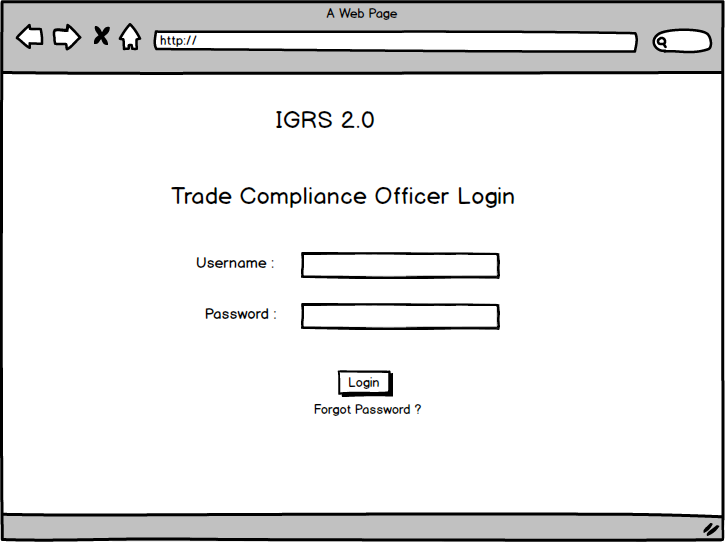 A Web Page
http://
IGRS 2.0
Trade Compliance Officer Login
Username :
Password :
Login
Forgot Password ?